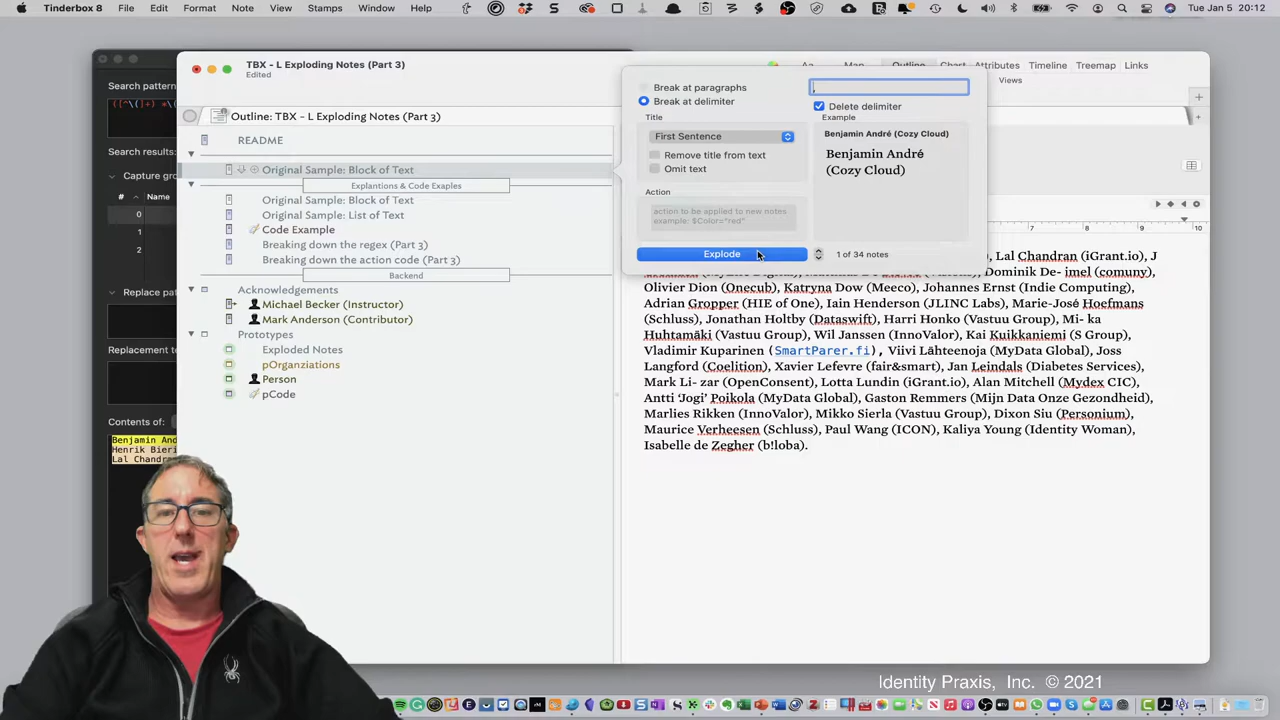 Tinderbox 8 File Edit Note View Stamps Window Help Tue Jan 5 20:12
TBX - L Exploding Notes (Part 3)
Edited
Map Outline Chart Attributes Timeline Treemap Links
Views
Search pattern
Search results:
Capture gro
# Name
0
1
2
Replace pat
Replacement te
Contents of:
Benjamin And
Henrik Bieri
Lal Chandra
Outline: TBX - L Exploding Notes (Part 3)
README
Original Sample: Block of Text
Explantions & Code Exaples
Original Sample: Block of Text
Original Sample: List of Text
Code Example
Breaking down the regex (Part 3)
Breaking down the action code (Part 3)
Backend
Acknowledgements
Michael Becker (Instructor)
Mark Anderson (Contributor)
Prototypes
Exploded Notes
pOrganziations
Person
pCode
Break at paragraphs
Break at delimiter
,
Delete delimiter
Title
First Sentence
Remove title from text
Omit text
Action
action to be applied to new notes
example: $Color="red"
Explode
Example
Benjamin André (Cozy Cloud)
Benjamin André
(Cozy Cloud)
1 of 34 notes
7 8 9 10
, Lal Chandran (iGrant.io), J
Dominik De- imel (comuny),
Olivier Dion (Onecub), Katryna Dow (Meeco), Johannes Ernst (Indie Computing),
Adrian Gropper (HIE of One), Iain Henderson (JLINC Labs), Marie-José Hoefmans
(Schluss), Jonathan Holtby (Dataswift), Harri Honko (Vastuu Group), Mi- ka
Huhtamäki (Vastuu Group), Wil Janssen (InnoValor), Kai Kuikkaniemi (S Group),
Vladimir Kuparinen (SmartParer.fi), Viivi Lähteenoja (MyData Global), Joss
Langford (Coelition), Xavier Lefevre (fair&smart), Jan Leindals (Diabetes Services),
Mark Li- zar (OpenConsent), Lotta Lundin (iGrant.io), Alan Mitchell (Mydex CIC),
Antti ‘Jogi’ Poikola (MyData Global), Gaston Remmers (Mijn Data Onze Gezondheid),
Marlies Rikken (InnoValor), Mikko Sierla (Vastuu Group), Dixon Siu (Personium),
Maurice Verheesen (Schluss), Paul Wang (ICON), Kaliya Young (Identity Woman),
Isabelle de Zegher (b!loba).
Identity Praxis, Inc. © 2021